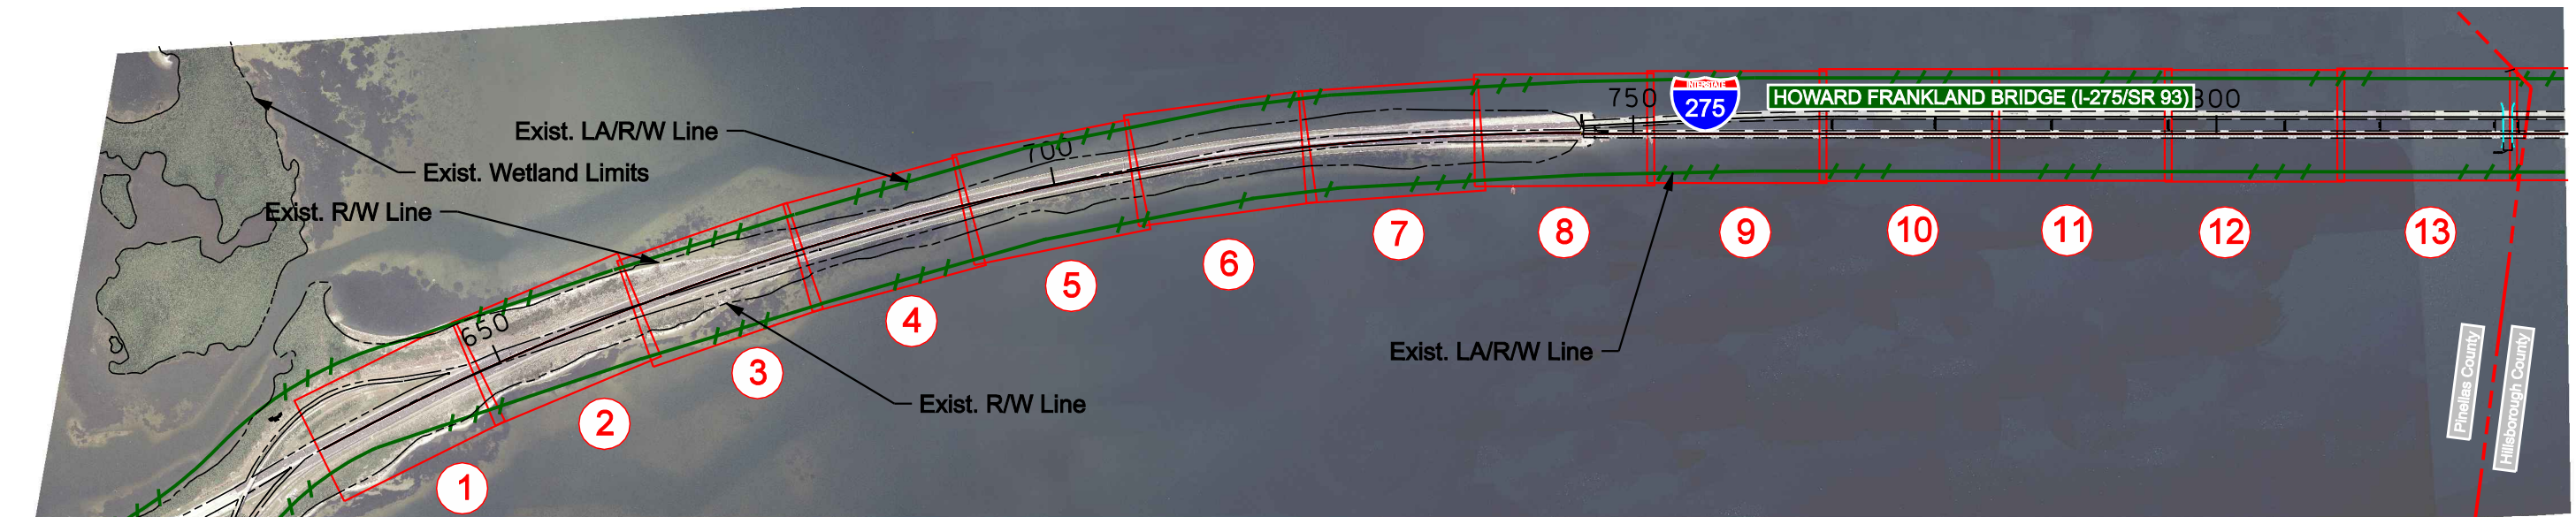 Exist. LA/R/W Line
Exist. Wetland Limits
Exist. R/W Line
650
700
750
INTERSTATE
275
HOWARD FRANKLAND BRIDGE (I-275/SR 93)
800
1
2
3
4
5
6
7
8
9
10
11
12
13
Exist. R/W Line
Exist. LA/R/W Line
Pinellas County
Hillsborough County